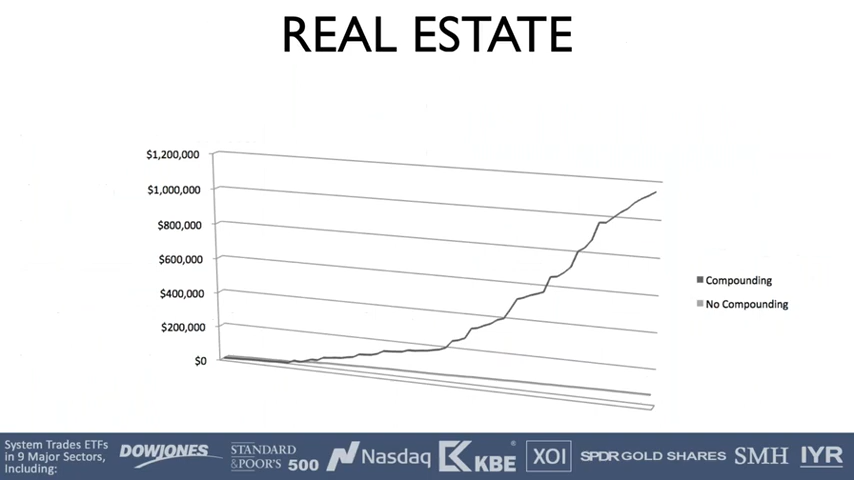 REAL ESTATE
$1,200,000
$1,000,000
$800,000
$600,000
$400,000
$200,000
$0
Compounding
No Compounding
System Trades ETFs
in 9 Major Sectors,
Including:
DOWJONES
STANDARD
&POOR'S 500
Nasdaq
KBE
XOI
SPDR GOLD SHARES
SMH
IYR